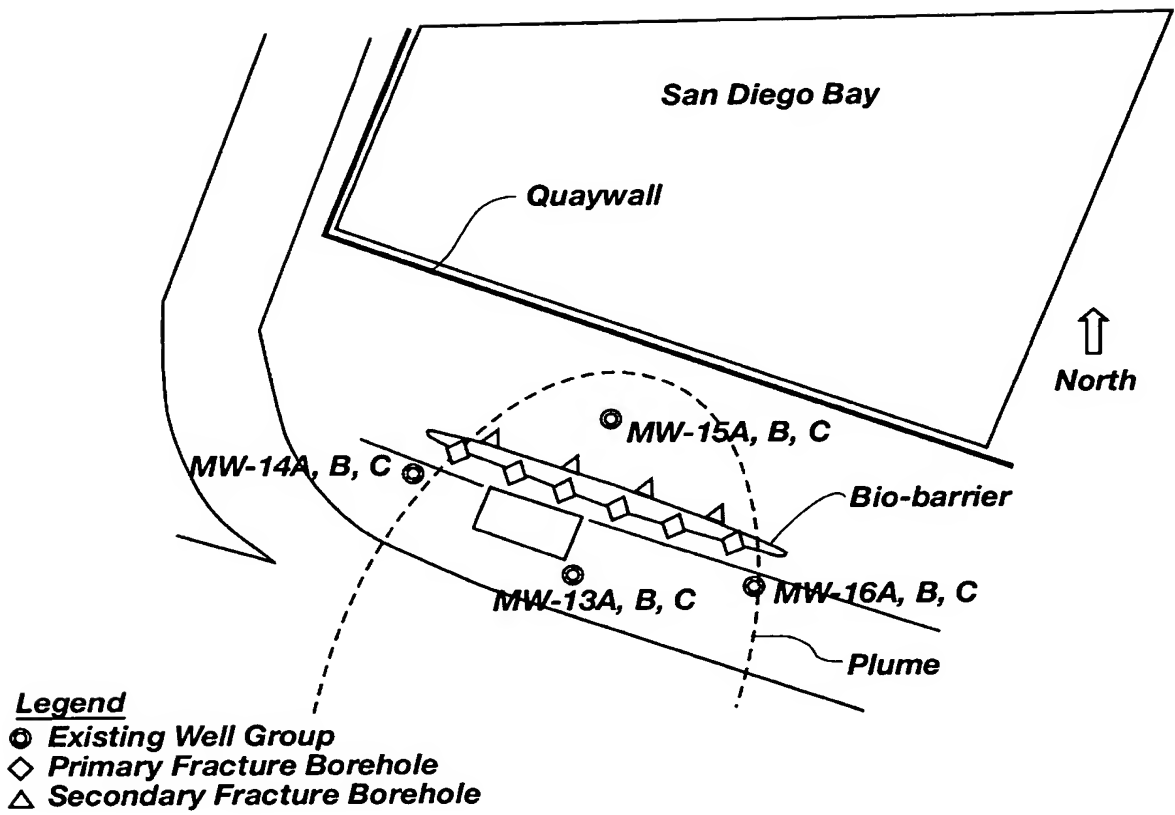 San Diego Bay
Quaywall
North
MW-15A, B, C
MW-14A, B, C
Bio-barrier
MW-13A, B, C
MW-16A, B, C
Plume
Legend
Existing Well Group
Primary Fracture Borehole
Secondary Fracture Borehole